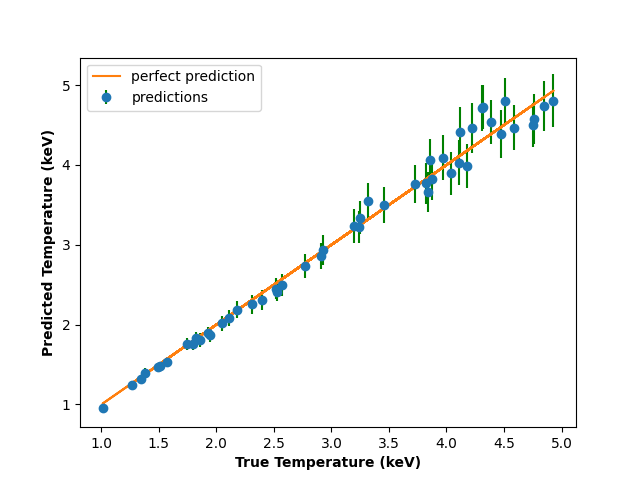 perfect prediction
predictions
Predicted Temperature (keV)
5
4
3
2
1
1.0 1.5 2.0 2.5 3.0 3.5 4.0 4.5 5.0
True Temperature (keV)